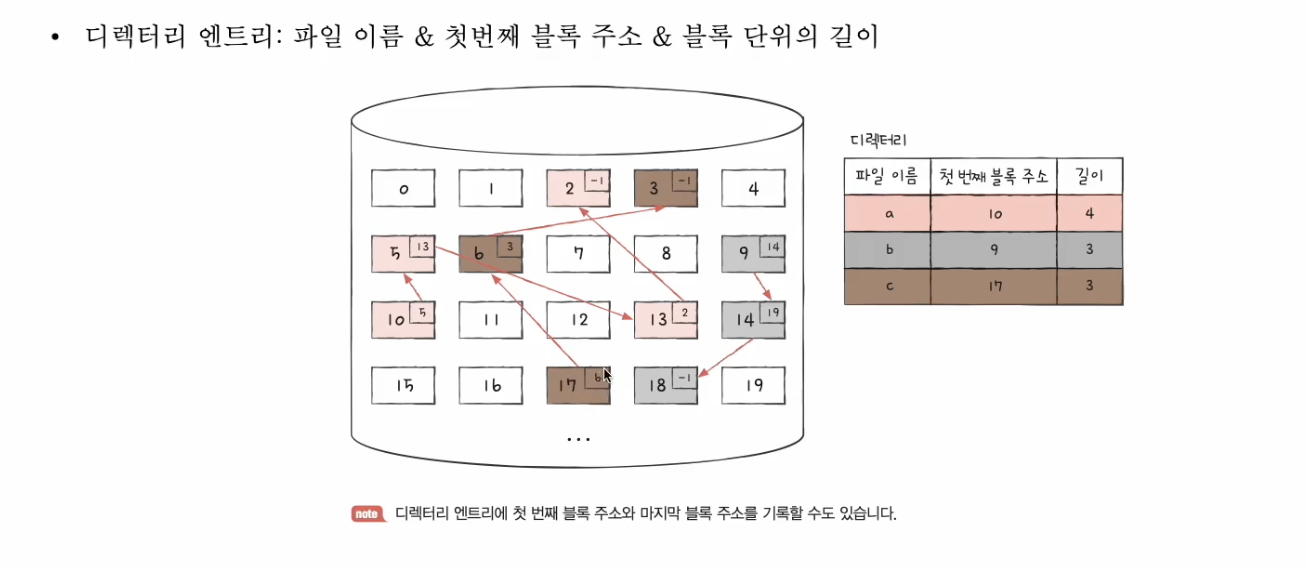 • 디렉터리 엔트리: 파일 이름 & 첫번째 블록 주소 & 블록 단위의 길이
디렉터리
파일 이름 첫 번째 블록 주소 길이
a 10 4
b 9 3
c 17 3
0 1 2 -1 3 -1 4
5 13 6 3 7 8 9 14
10 5 11 12 13 2 14 19
15 16 17 6 18 -1 19
...
note 디렉터리 엔트리에 첫 번째 블록 주소와 마지막 블록 주소를 기록할 수도 있습니다.